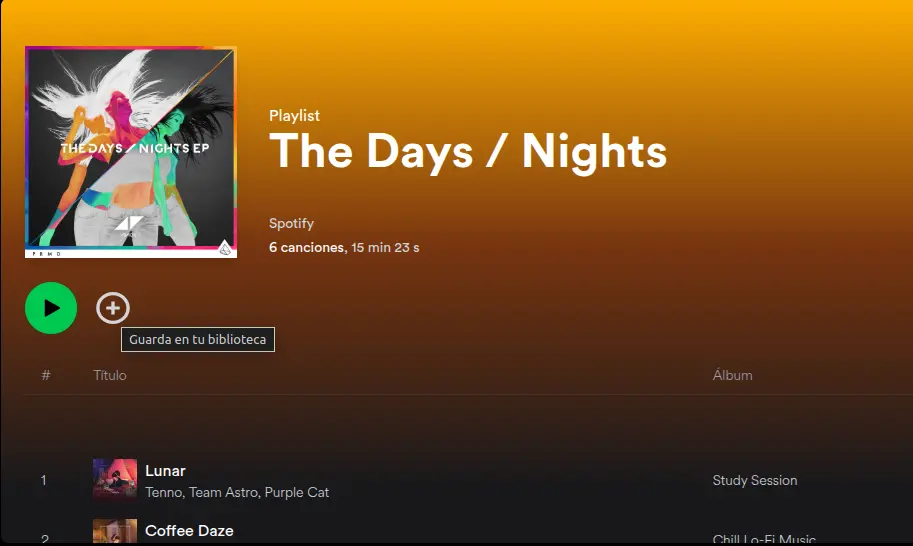 Playlist
THE DAYS / NIGHTS EP
The Days / Nights
Spotify
6 canciones, 15 min 23 s
PRMD
Guarda en tu biblioteca
# Título Álbum
1 Lunar
Tenno, Team Astro, Purple Cat Study Session
2 Coffee Daze
Chill Lo-Fi Music